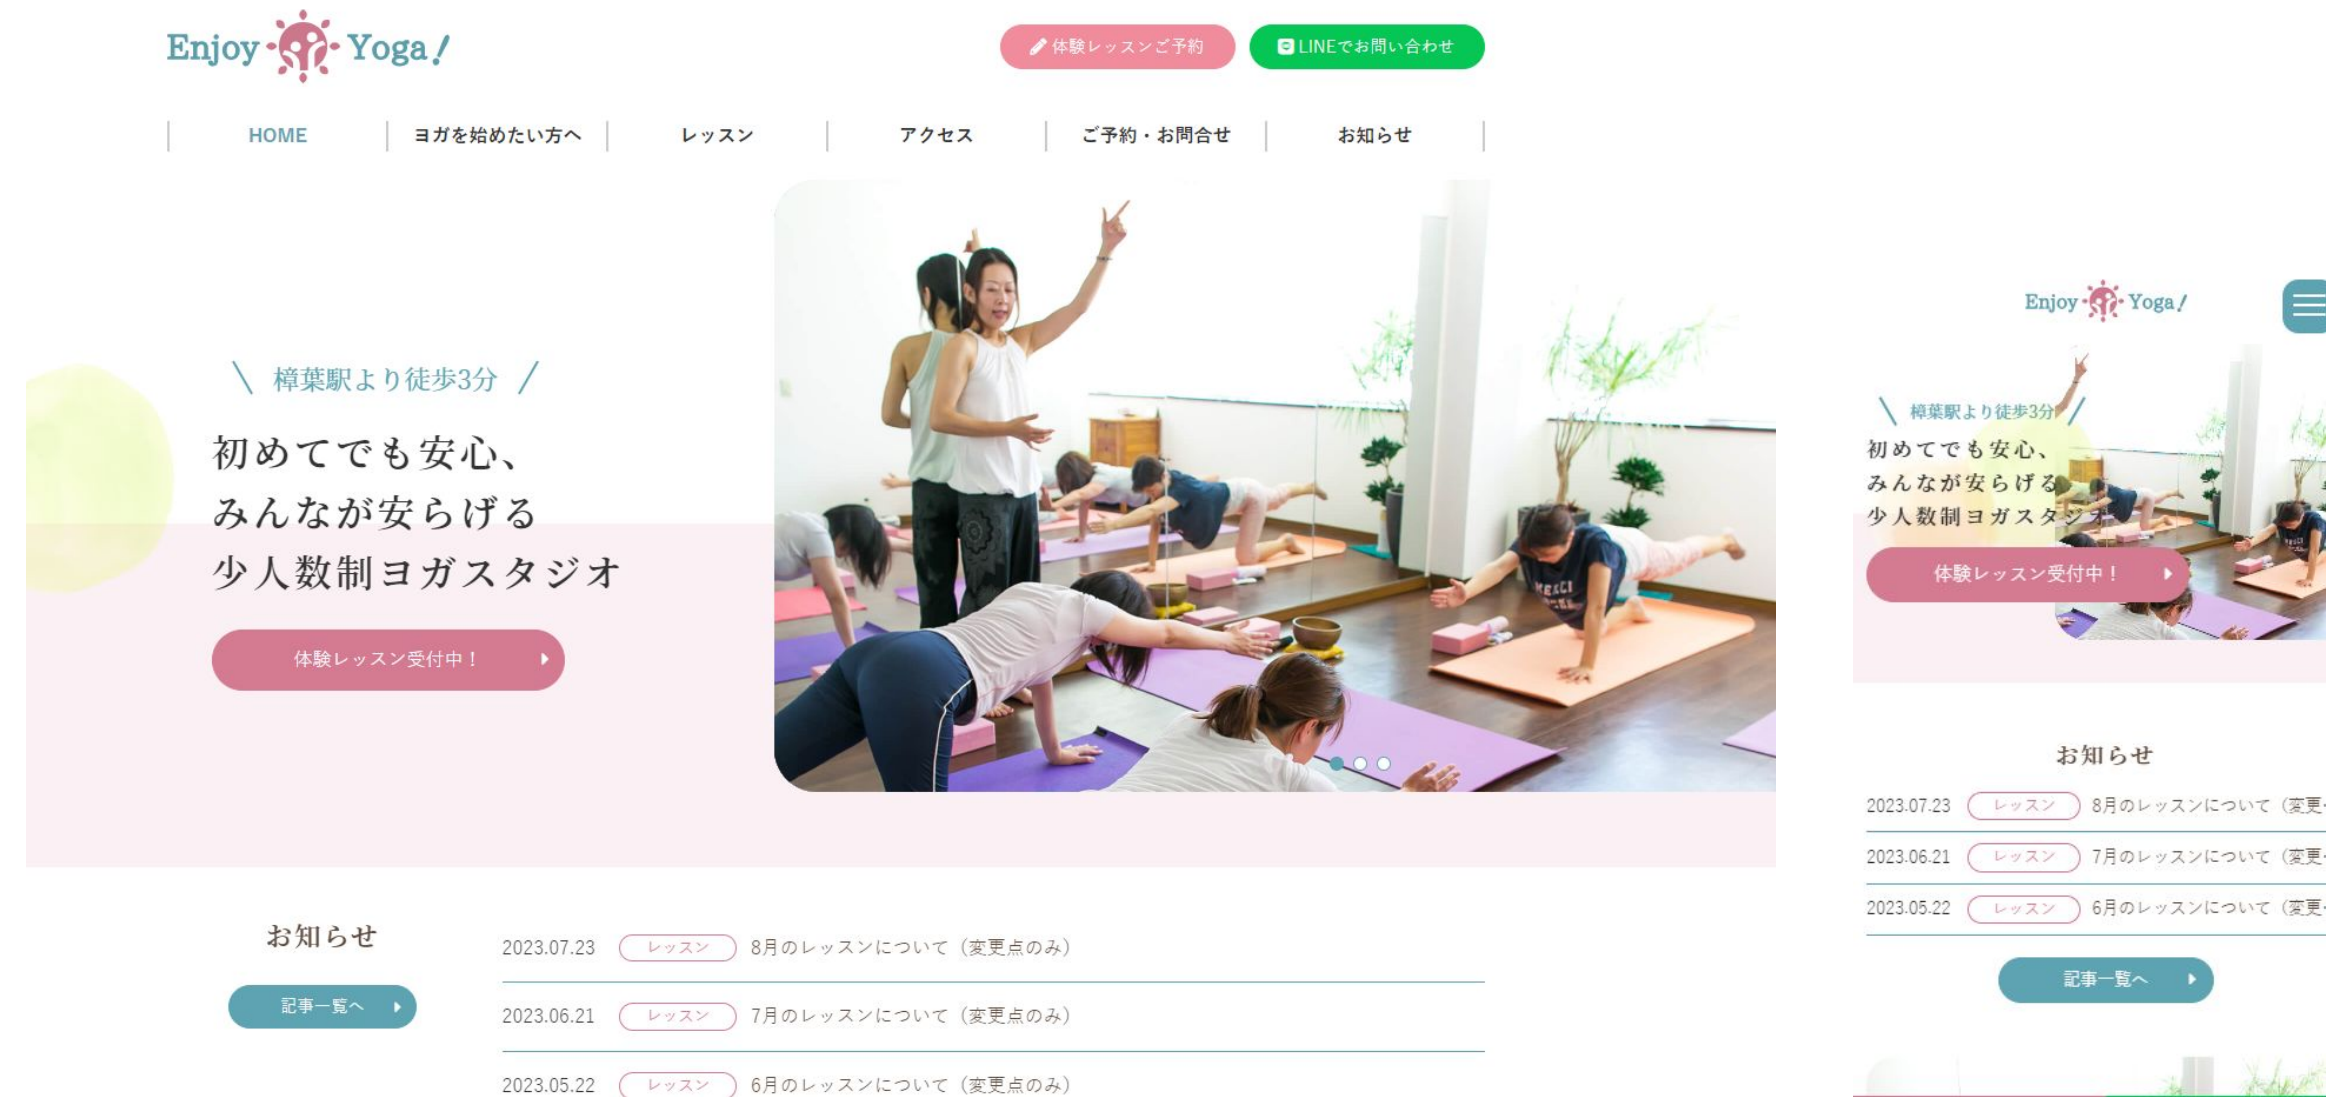 Enjoy Yoga!
体験レッスンご予約
LINEでお問い合わせ
HOME
ヨガを始めたい方へ
レッスン
アクセス
ご予約・お問合せ
お知らせ
樟葉駅より徒歩3分
初めてでも安心、
みんなが安らげる
少人数制ヨガスタジオ
体験レッスン受付中！
お知らせ
記事一覧へ
2023.07.23 レッスン 8月のレッスンについて（変更点のみ）
2023.06.21 レッスン 7月のレッスンについて（変更点のみ）
2023.05.22 レッスン 6月のレッスンについて（変更点のみ）
Enjoy Yoga!
樟葉駅より徒歩3分
初めてでも安心、
みんなが安らげる
少人数制ヨガスタジオ
体験レッスン受付中！
お知らせ
2023.07.23 レッスン 8月のレッスンについて（変更
2023.06.21 レッスン 7月のレッスンについて（変更
2023.05.22 レッスン 6月のレッスンについて（変更
記事一覧へ